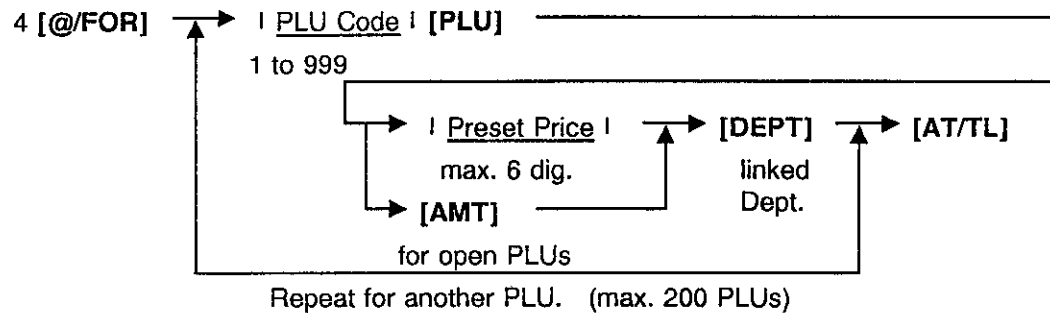 4 [@/FOR] | PLU Code | [PLU]
1 to 999
| Preset Price | [DEPT] [AT/TL]
max. 6 dig. linked
Dept.
[AMT]
for open PLUs
Repeat for another PLU. (max. 200 PLUs)